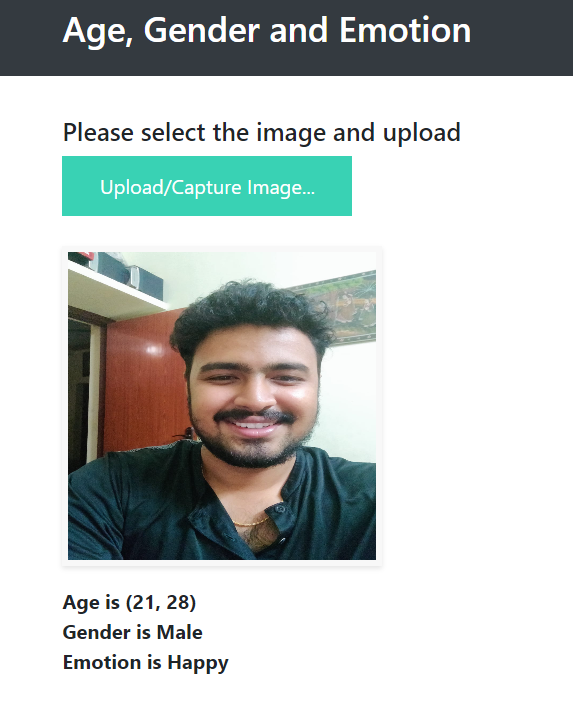 Age, Gender and Emotion
Please select the image and upload
Upload/Capture Image...
Age is (21, 28)
Gender is Male
Emotion is Happy